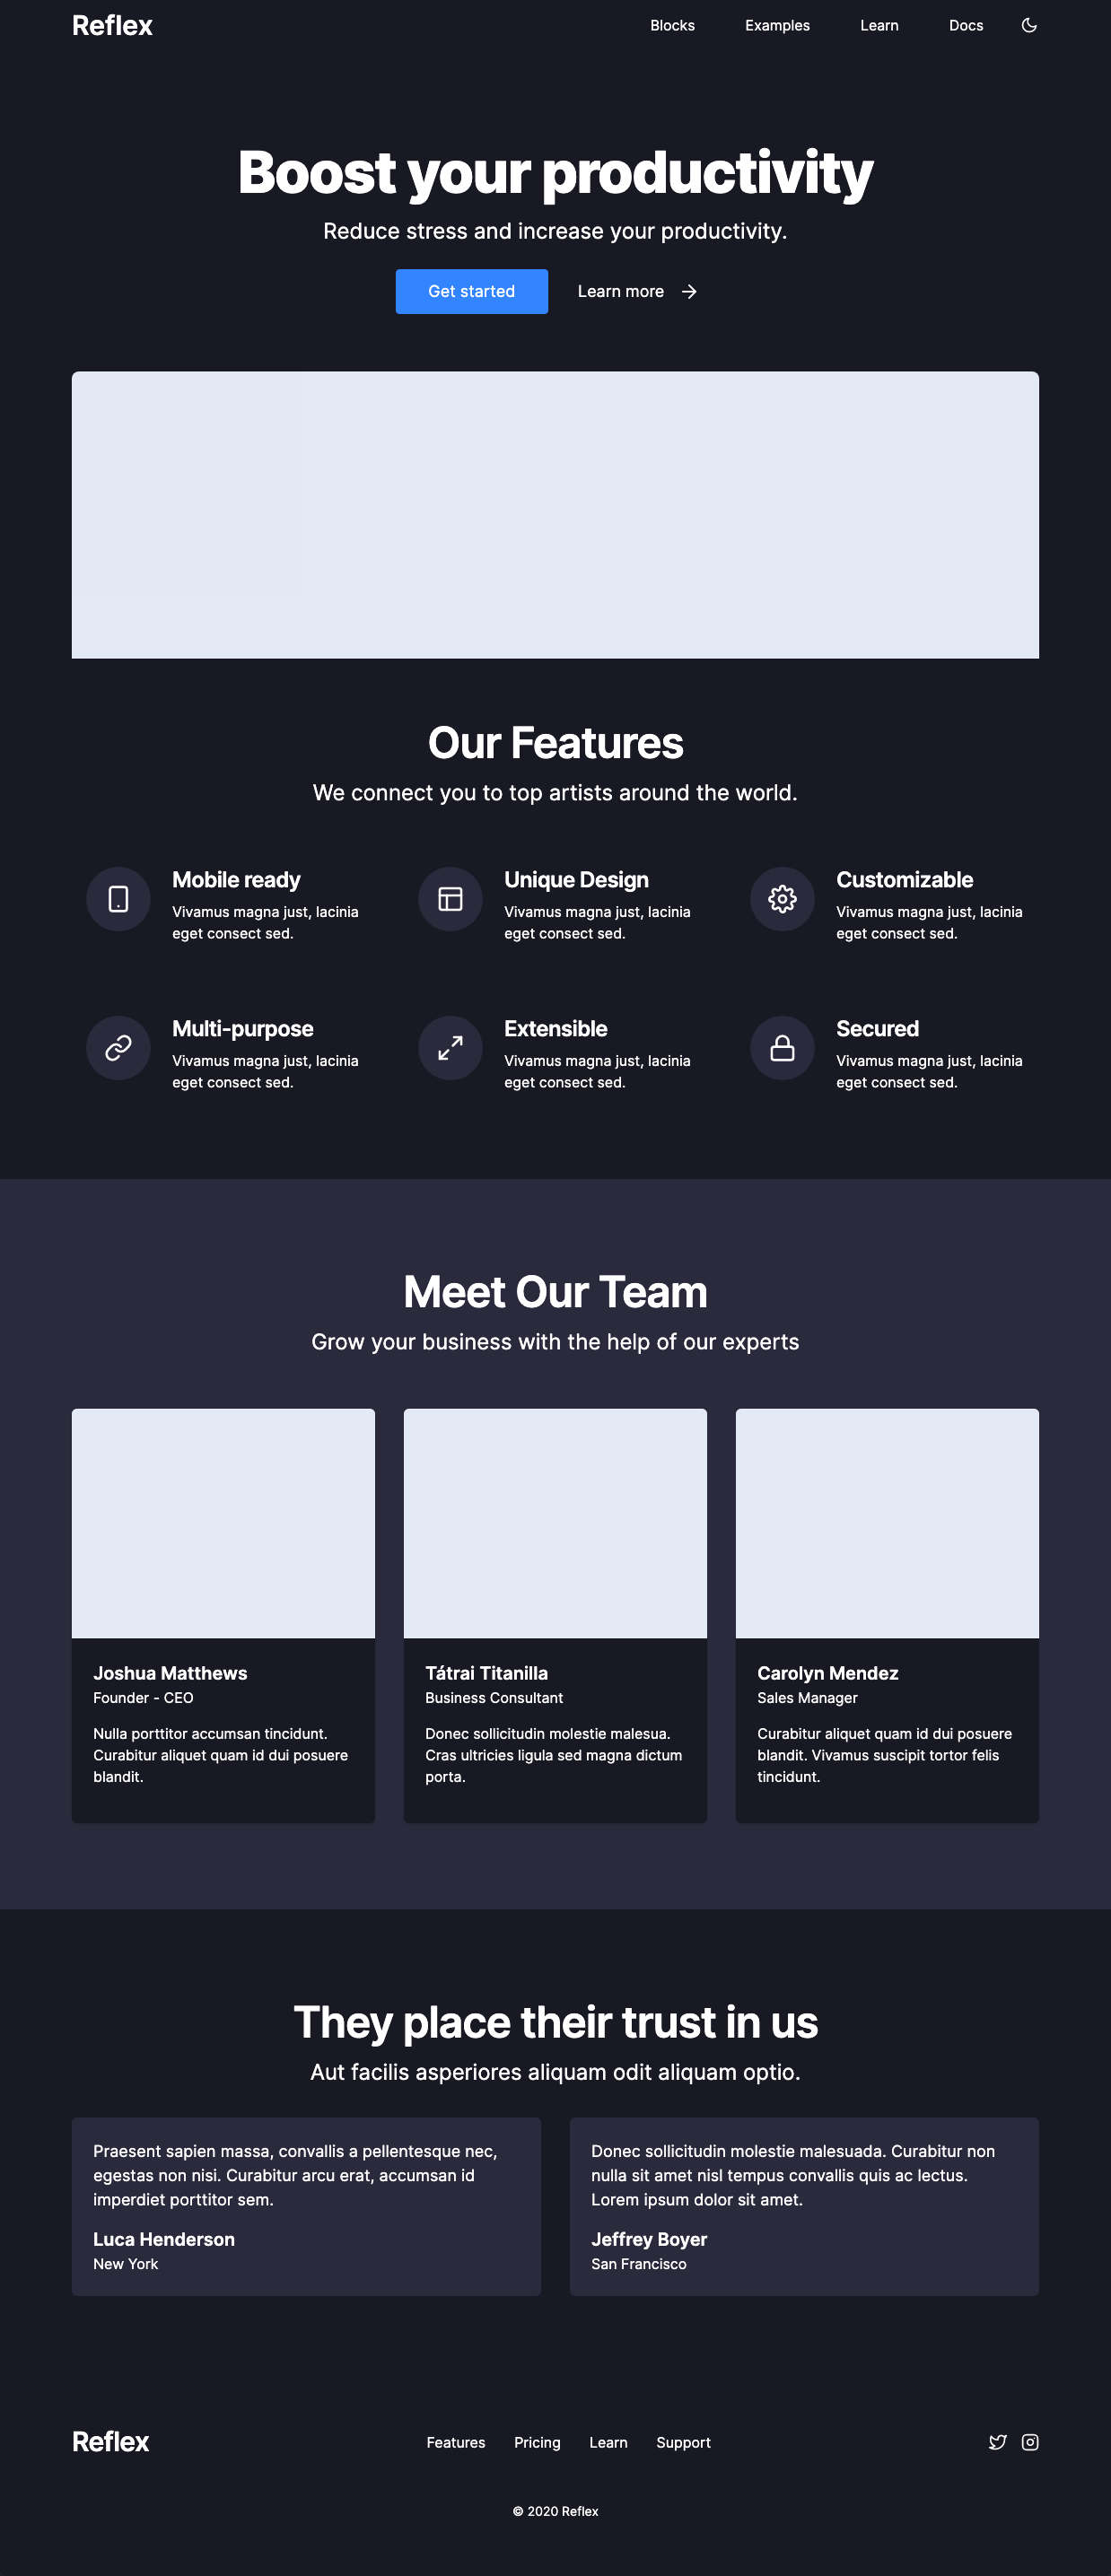 Reflex
Blocks Examples Learn Docs
Boost your productivity
Reduce stress and increase your productivity.
Get started Learn more
Our Features
We connect you to top artists around the world.
Mobile ready
Vivamus magna just, lacinia
eget consect sed.
Unique Design
Vivamus magna just, lacinia
eget consect sed.
Customizable
Vivamus magna just, lacinia
eget consect sed.
Multi-purpose
Vivamus magna just, lacinia
eget consect sed.
Extensible
Vivamus magna just, lacinia
eget consect sed.
Secured
Vivamus magna just, lacinia
eget consect sed.
Meet Our Team
Grow your business with the help of our experts
Joshua Matthews
Founder - CEO
Nulla porttitor accumsan tincidunt.
Curabitur aliquet quam id dui posuere
blandit.
Tátrai Titanilla
Business Consultant
Donec sollicitudin molestie malesua.
Cras ultricies ligula sed magna dictum
porta.
Carolyn Mendez
Sales Manager
Curabitur aliquet quam id dui posuere
blandit. Vivamus suscipit tortor felis
tincidunt.
They place their trust in us
Aut facilis asperiores aliquam odit aliquam optio.
Praesent sapien massa, convallis a pellentesque nec,
egestas non nisi. Curabitur arcu erat, accumsan id
imperdiet porttitor sem.
Luca Henderson
New York
Donec sollicitudin molestie malesuada. Curabitur non
nulla sit amet nisl tempus convallis quis ac lectus.
Lorem ipsum dolor sit amet.
Jeffrey Boyer
San Francisco
Reflex
Features Pricing Learn Support
© 2020 Reflex